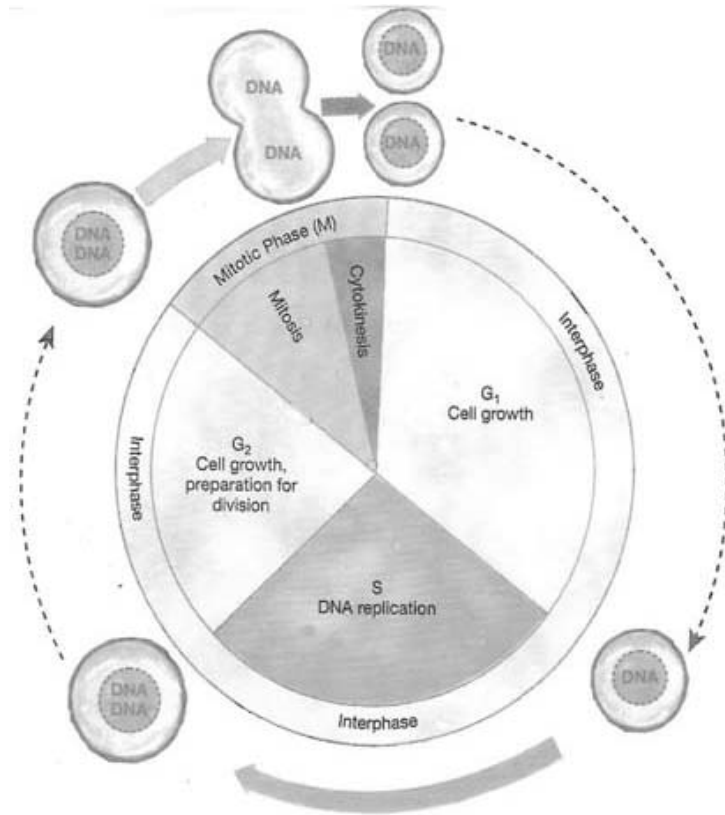 DNA
DNA
DNA
DNA
DNA
DNA
Mitotic Phase (M)
Mitosis
Cytokinesis
Interphase
G₁
Cell growth
Interphase
G₂
Cell growth,
preparation for
division
S
DNA replication
Interphase
DNA
DNA
DNA